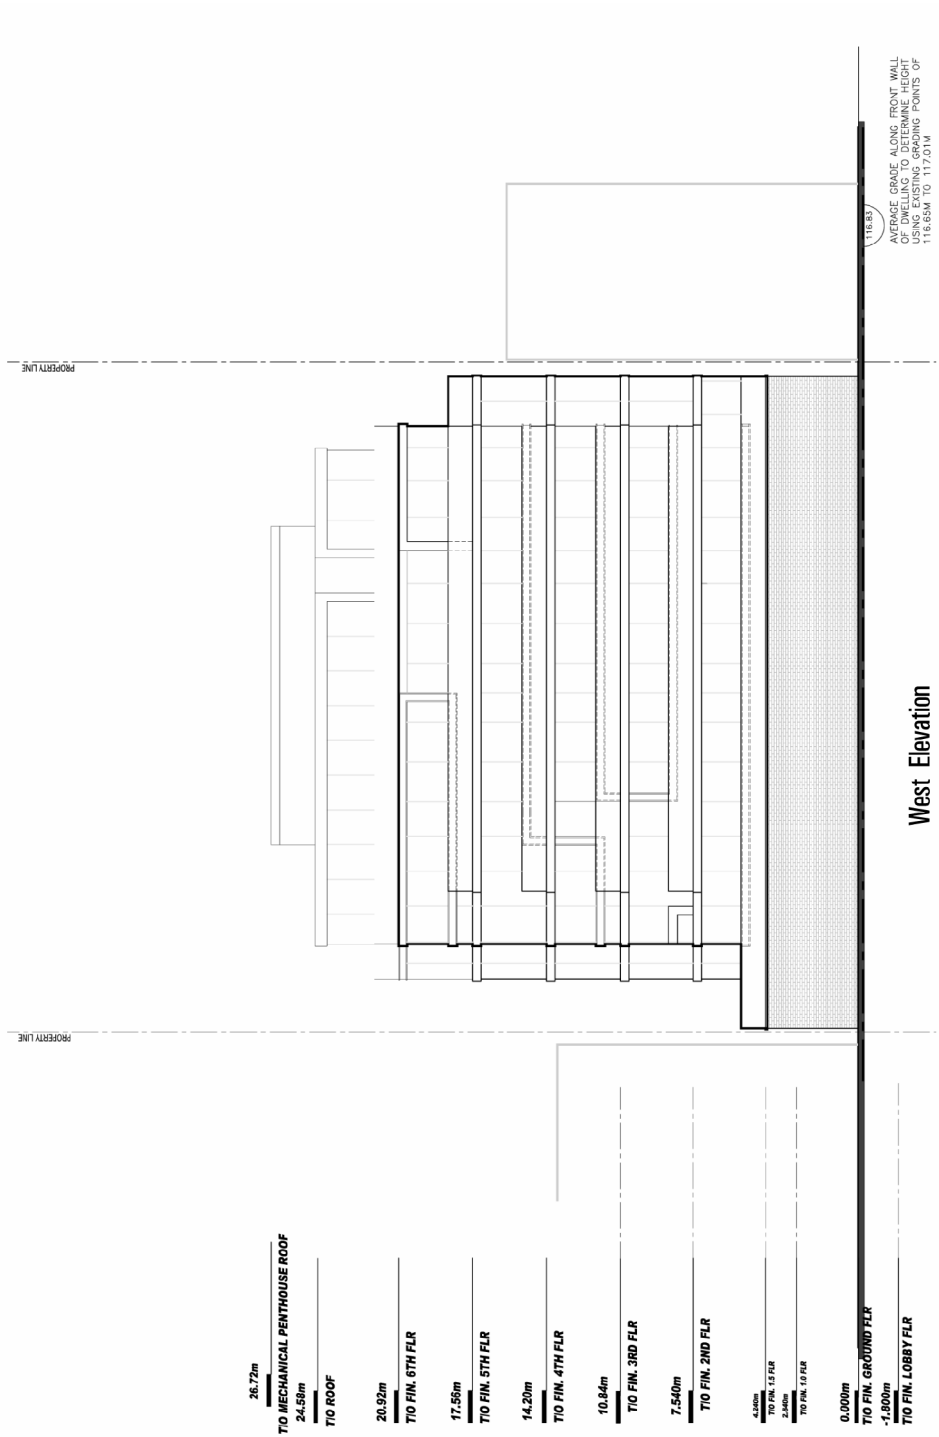 26.72m
T/O MECHANICAL PENTHOUSE ROOF
24.58m
T/O ROOF
20.92m
T/O FIN. 6TH FLR
17.56m
T/O FIN. 5TH FLR
14.20m
T/O FIN. 4TH FLR
10.84m
T/O FIN. 3RD FLR
7.540m
T/O FIN. 2ND FLR
4.240m
T/O FIN. 1.5 FLR
2.840m
T/O FIN. 1.0 FLR
0.000m
T/O FIN. GROUND FLR
-1.800m
T/O FIN. LOBBY FLR
PROPERTY LINE
PROPERTY LINE
116.83
AVERAGE GRADE ALONG FRONT WALL
OF DWELLING TO DETERMINE HEIGHT
USING EXISTING GRADING POINTS OF
116.65M TO 117.01M
West Elevation